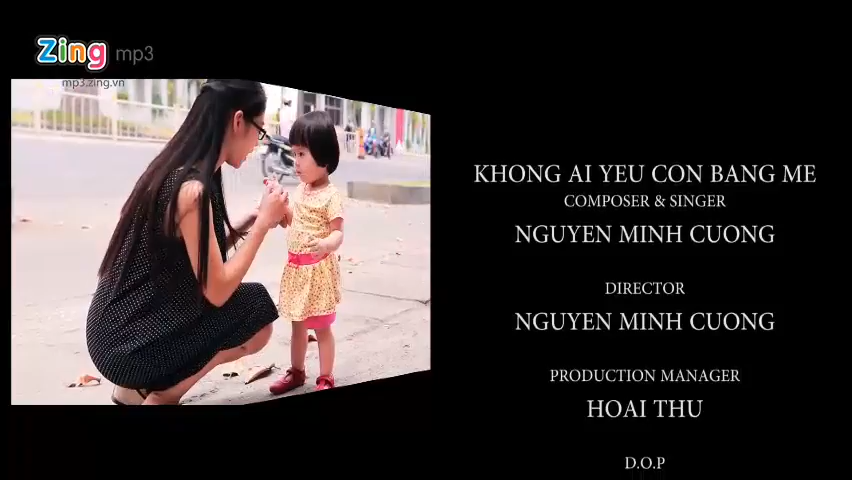 Zing mp3
mp3.zing.vn
KHONG AI YEU CON BANG ME
COMPOSER & SINGER
NGUYEN MINH CUONG
DIRECTOR
NGUYEN MINH CUONG
PRODUCTION MANAGER
HOAI THU
D.O.P